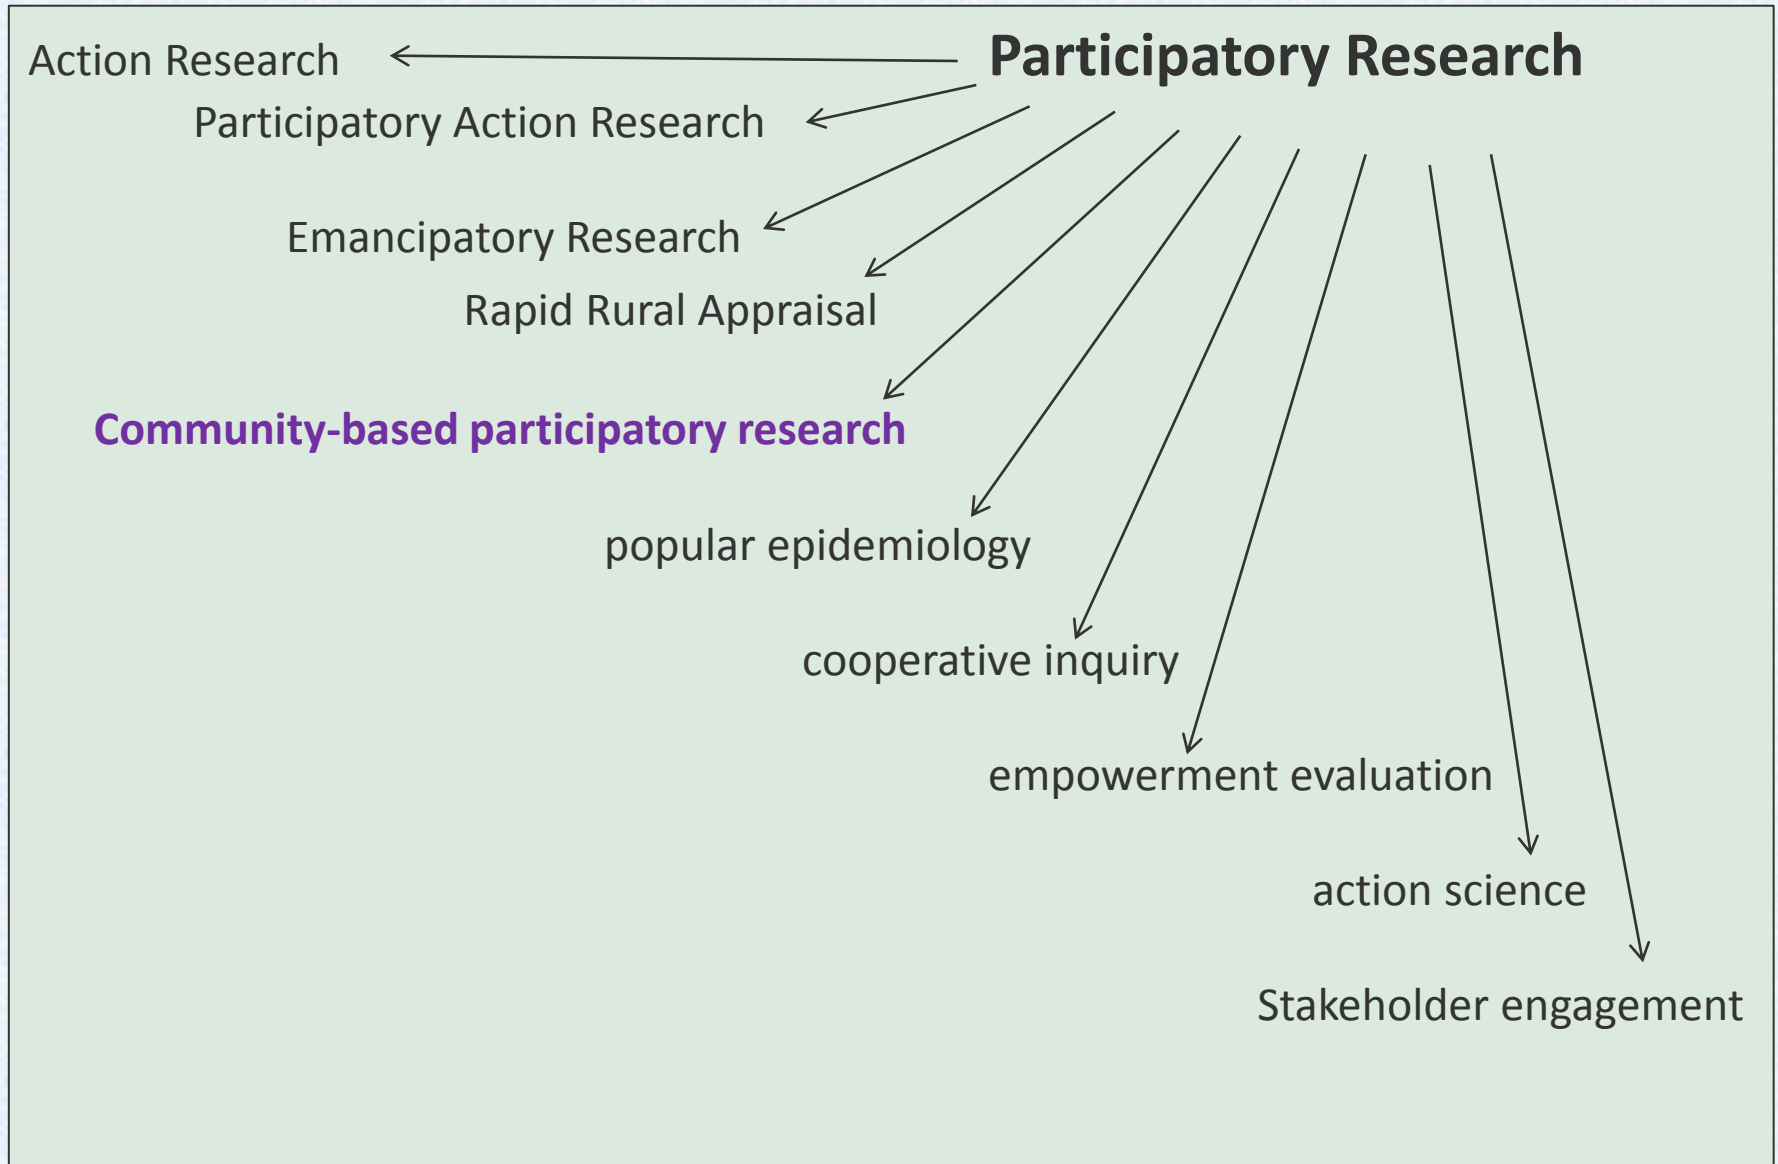 Participatory Research
Action Research
Participatory Action Research
Emancipatory Research
Rapid Rural Appraisal
Community-based participatory research
popular epidemiology
cooperative inquiry
empowerment evaluation
action science
Stakeholder engagement